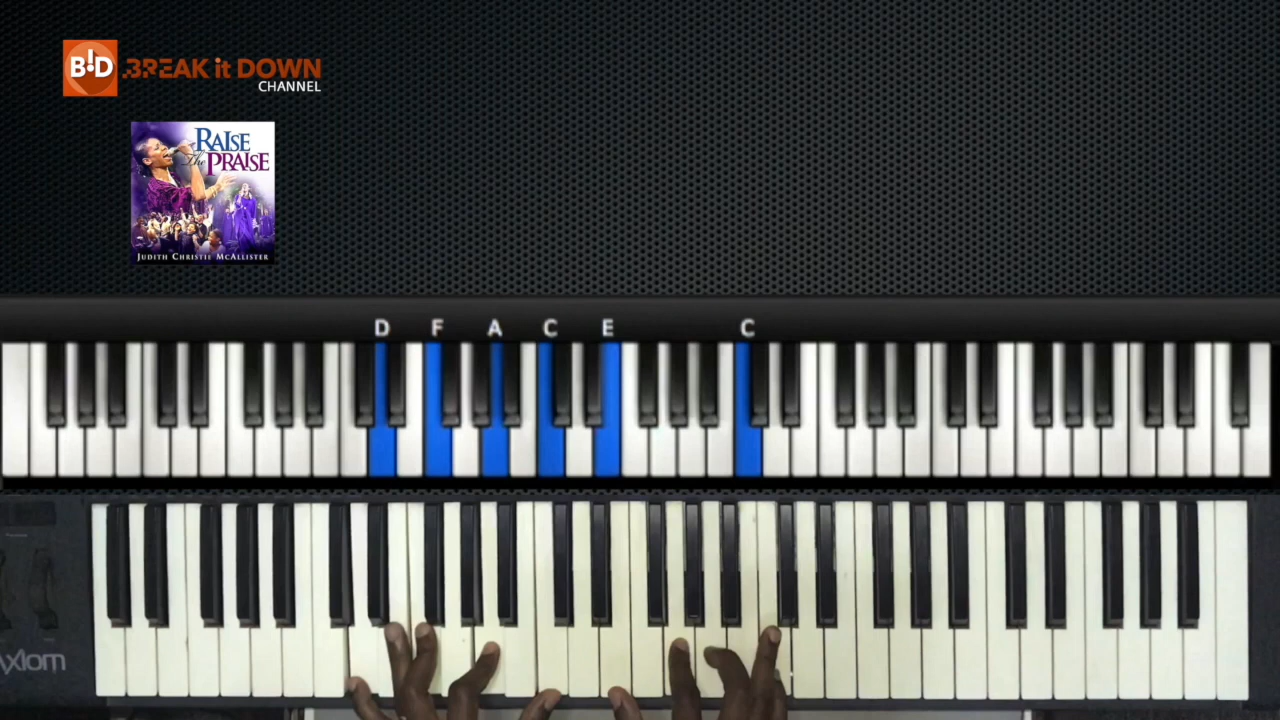 B!D BREAK it DOWN
CHANNEL
RAISE
The PRAISE
JUDITH CHRISTIE MCALLISTER
D F A C E C
Axiom